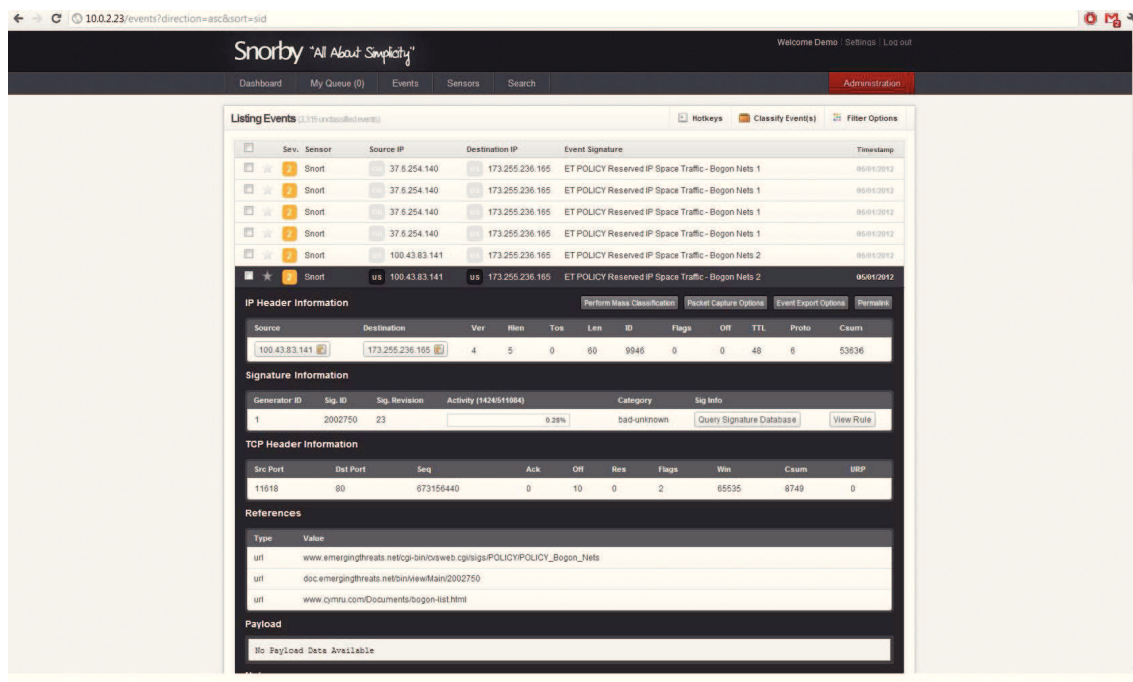 10.0.2.23/events?direction=asc&sort=sid
Snorby "All About Simplicity"
Welcome Demo | Settings | Log out
Dashboard My Queue (0) Events Sensors Search Administration
Listing Events (3,315 unclassified events) Hotkeys Classify Event(s) Filter Options
Sev. Sensor Source IP Destination IP Event Signature Timestamp
2 Snort 37.6.254.140 173.255.236.165 ET POLICY Reserved IP Space Traffic - Bogon Nets 1 05/01/2012
2 Snort 37.6.254.140 173.255.236.165 ET POLICY Reserved IP Space Traffic - Bogon Nets 1 05/01/2012
2 Snort 37.6.254.140 173.255.236.165 ET POLICY Reserved IP Space Traffic - Bogon Nets 1 05/01/2012
2 Snort 37.6.254.140 173.255.236.165 ET POLICY Reserved IP Space Traffic - Bogon Nets 1 05/01/2012
2 Snort 100.43.83.141 173.255.236.165 ET POLICY Reserved IP Space Traffic - Bogon Nets 2 05/01/2012
2 Snort US 100.43.83.141 US 173.255.236.165 ET POLICY Reserved IP Space Traffic - Bogon Nets 2 05/01/2012
IP Header Information Perform Mass Classification Packet Capture Options Event Export Options Permalink
Source Destination Ver Hlen Tos Len ID Flags Off TTL Proto Csum
100.43.83.141 173.255.236.165 4 5 0 60 9946 0 0 48 6 53636
Signature Information
Generator ID Sig. ID Sig. Revision Activity (1424/511084) Category Sig Info
1 2002750 23 0.28% bad-unknown Query Signature Database View Rule
TCP Header Information
Src Port Dst Port Seq Ack Off Res Flags Win Csum URP
11618 80 673156440 0 10 0 2 65535 8749 0
References
Type Value
url www.emergingthreats.net/cgi-bin/cvsweb.cgi/sigs/POLICY/POLICY_Bogon_Nets
url doc.emergingthreats.net/bin/view/Main/2002750
url www.cymru.com/Documents/bogon-list.html
Payload
No Payload Data Available